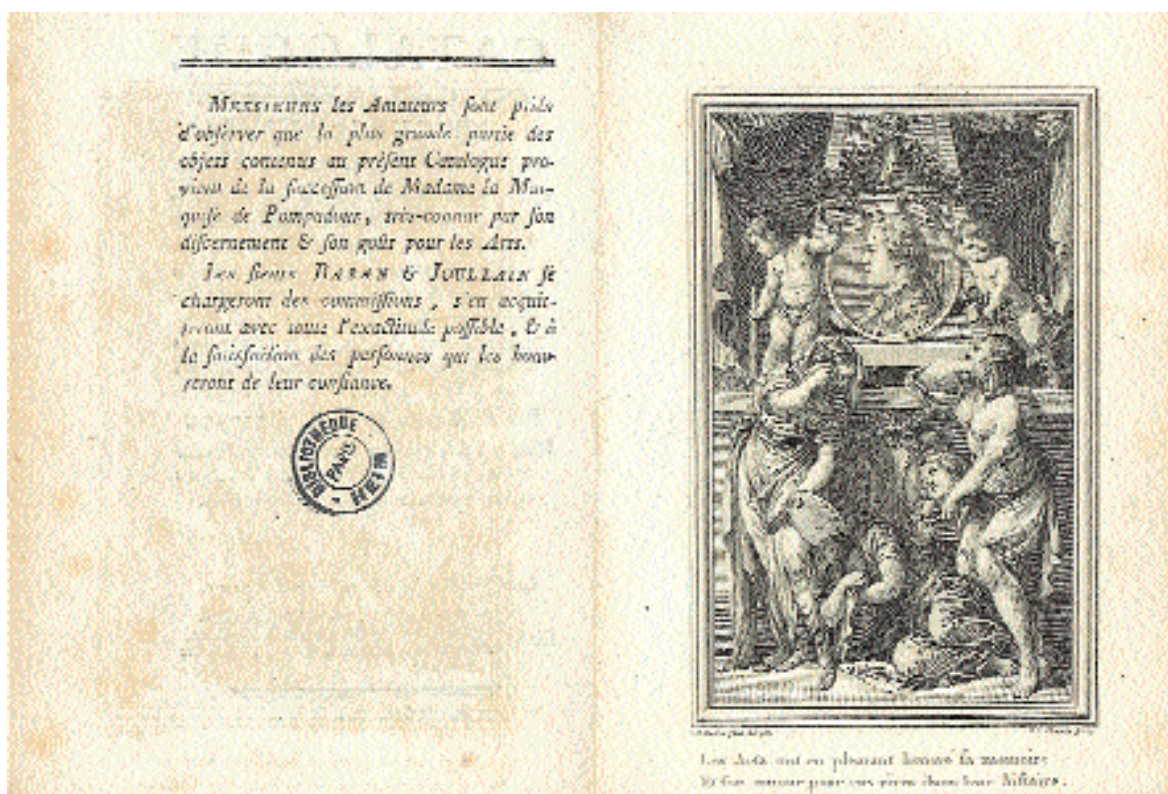 MESSIEURS les Amateurs ſont priés
d'obſerver que la plus grande partie des
objets contenus au préſent Catalogue pro-
vient de la ſucceſſion de Madame la Mar-
quiſe de Pompadour, très-connue par ſon
diſcernement & ſon goût pour les Arts.
Les ſieurs BASAN & JOULLAIN ſe
chargeront des commiſſions, s'en acquit-
teront avec toute l'exactitude poſſible, & à
la ſatisfaction des perſonnes qui les hono-
reront de leur confiance.
BIBLIOTHÈQUE HEIM
PARIS
Les Arts ont en pleurant honoré ſa mémoire
histoire.